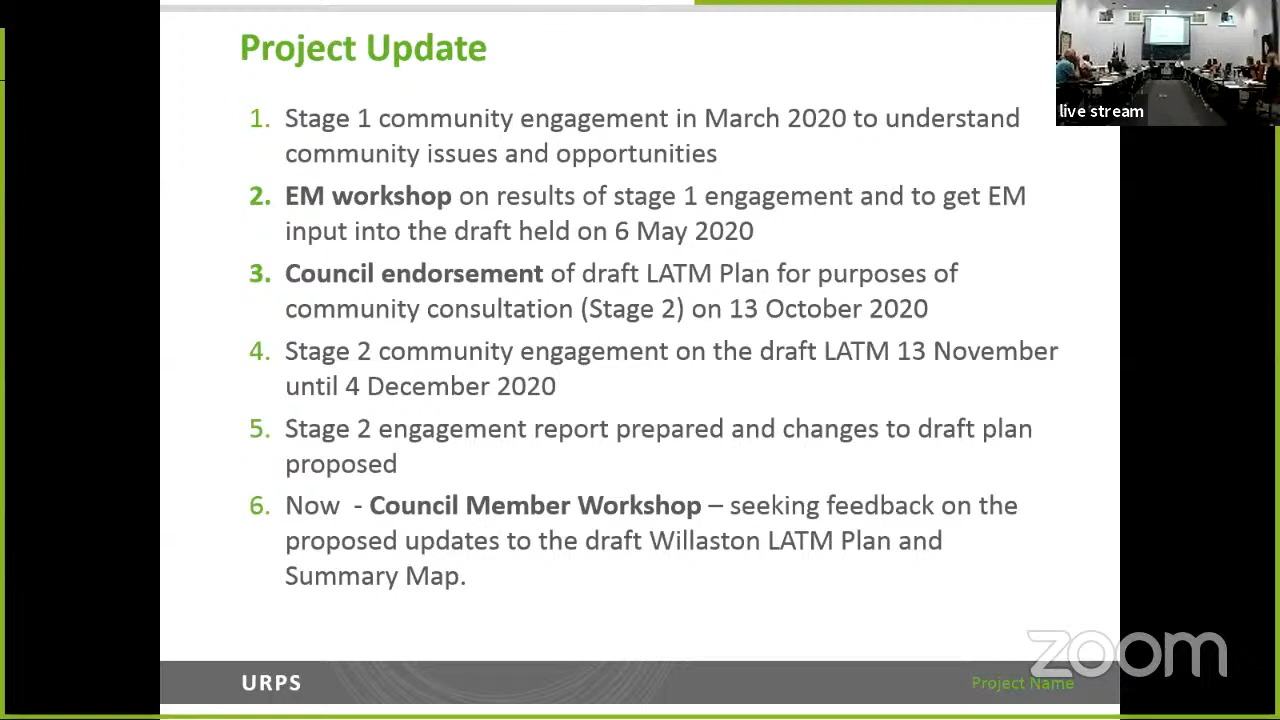 Project Update
live stream
1. Stage 1 community engagement in March 2020 to understand
community issues and opportunities
2. EM workshop on results of stage 1 engagement and to get EM
input into the draft held on 6 May 2020
3. Council endorsement of draft LATM Plan for purposes of
community consultation (Stage 2) on 13 October 2020
4. Stage 2 community engagement on the draft LATM 13 November
until 4 December 2020
5. Stage 2 engagement report prepared and changes to draft plan
proposed
6. Now - Council Member Workshop – seeking feedback on the
proposed updates to the draft Willaston LATM Plan and
Summary Map.
zoom
URPS
Project Name